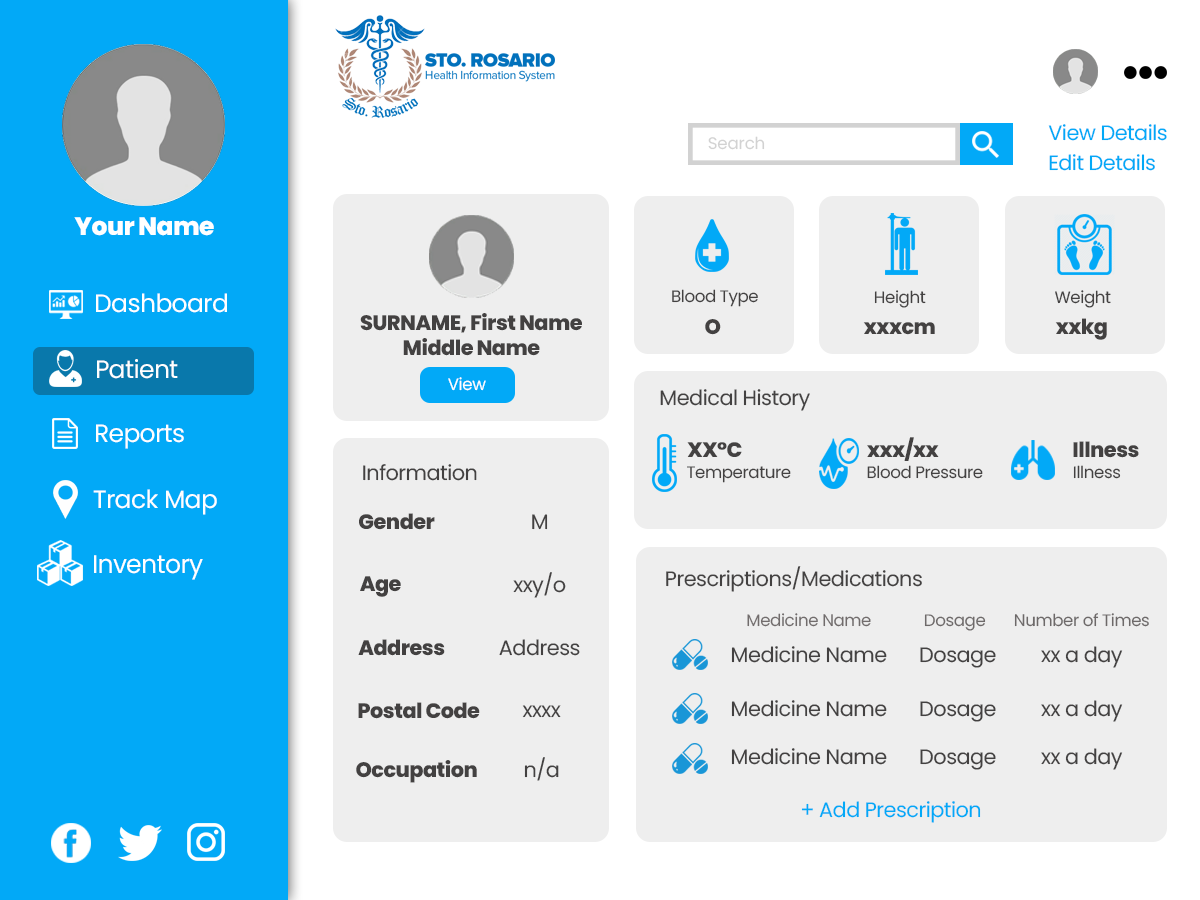 Your Name
Dashboard
Patient
Reports
Track Map
Inventory
STO. ROSARIO
Health Information System
Sto. Rosario
Search
View Details
Edit Details
SURNAME, First Name
Middle Name
View
Blood Type
O
Height
xxxcm
Weight
xxkg
Information
Gender M
Age xxy/o
Address Address
Postal Code xxxx
Occupation n/a
Medical History
XX°C
Temperature
xxx/xx
Blood Pressure
Illness
Illness
Prescriptions/Medications
Medicine Name Dosage Number of Times
Medicine Name Dosage xx a day
Medicine Name Dosage xx a day
Medicine Name Dosage xx a day
+ Add Prescription